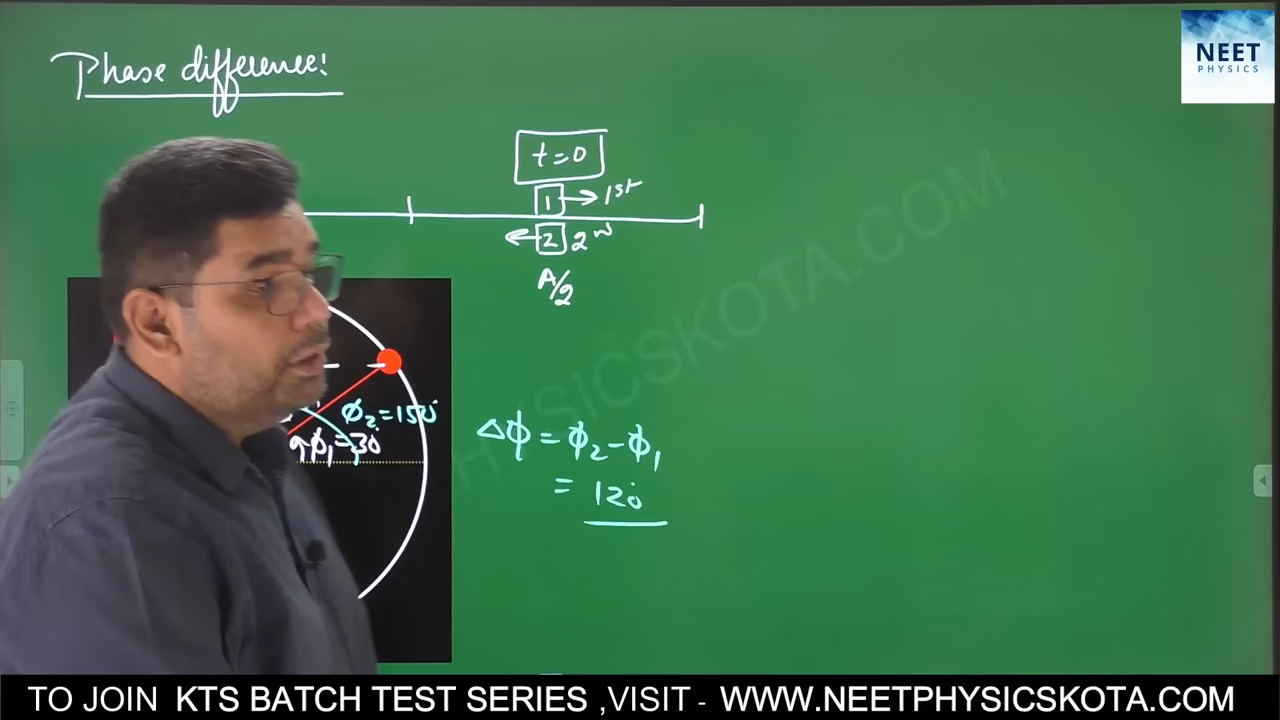 Phase difference:
NEET
PHYSICS
t=0
1 → 1st
← 2 2nd
A/2
PHYSICSKOTA.COM
φ₂=150°
φ₁=30°
Δφ = φ₂-φ₁
= 120°
TO JOIN KTS BATCH TEST SERIES ,VISIT - WWW.NEETPHYSICSKOTA.COM